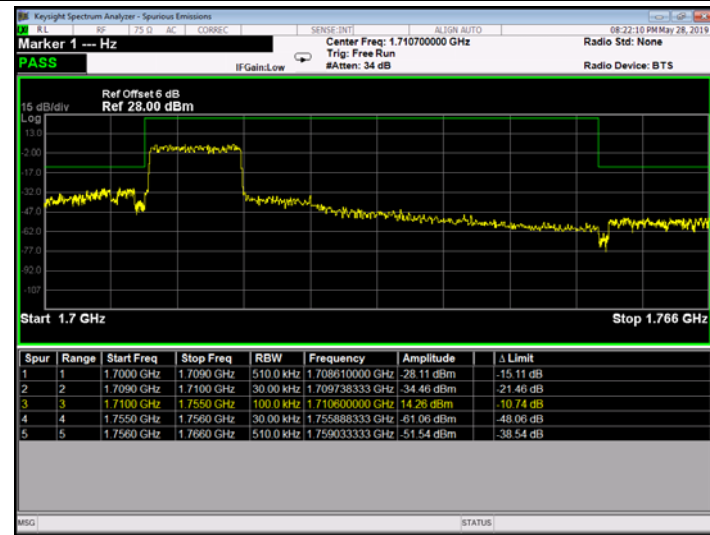 Keysight Spectrum Analyzer - Spurious Emissions
RL RF 75 Ω AC CORREC SENSE:INT ALIGN AUTO 08:22:10 PM May 28, 2019
Marker 1 --- Hz Center Freq: 1.710700000 GHz Radio Std: None
Trig: Free Run
PASS IFGain:Low #Atten: 34 dB Radio Device: BTS
Ref Offset 6 dB
15 dB/div Ref 28.00 dBm
Log
13.0
-2.00
-17.0
-32.0
-47.0
-62.0
-77.0
-92.0
-107
Start 1.7 GHz Stop 1.766 GHz
Spur Range Start Freq Stop Freq RBW Frequency Amplitude Δ Limit
1 1 1.7000 GHz 1.7090 GHz 510.0 kHz 1.708610000 GHz -28.11 dBm -15.11 dB
2 2 1.7090 GHz 1.7100 GHz 30.00 kHz 1.709738333 GHz -34.46 dBm -21.46 dB
3 3 1.7100 GHz 1.7550 GHz 100.0 kHz 1.710600000 GHz 14.26 dBm -10.74 dB
4 4 1.7550 GHz 1.7560 GHz 30.00 kHz 1.755888333 GHz -61.06 dBm -48.06 dB
5 5 1.7560 GHz 1.7660 GHz 510.0 kHz 1.759033333 GHz -51.54 dBm -38.54 dB
MSG STATUS